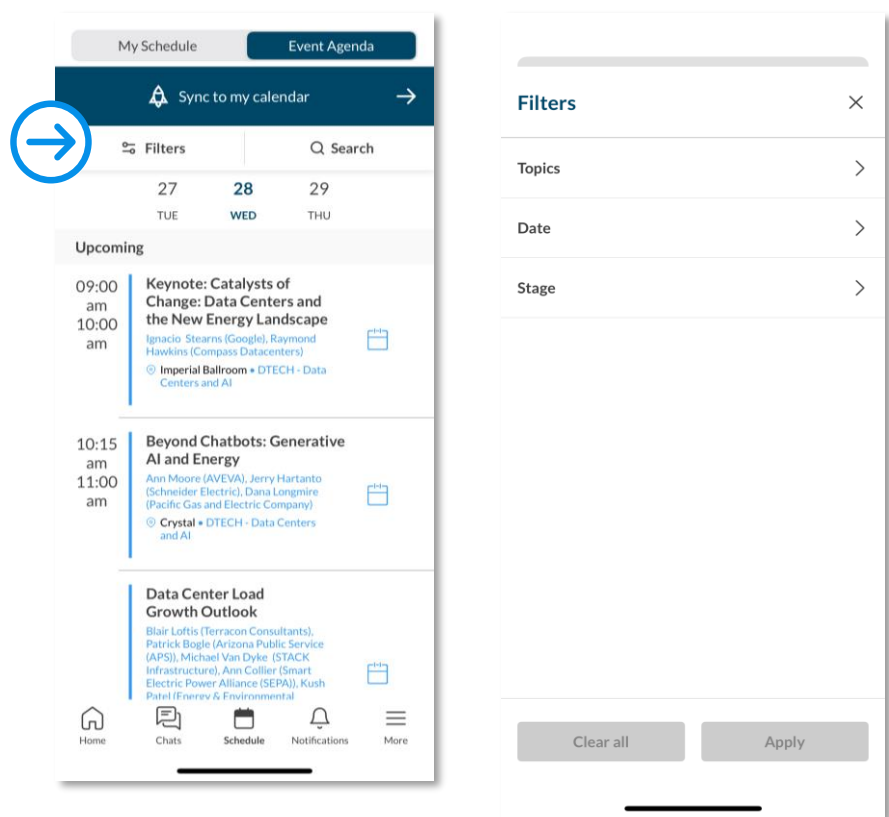 My Schedule
Event Agenda
Sync to my calendar
Filters
Search
27
28
29
TUE
WED
THU
Upcoming
09:00
am
10:00
am
Keynote: Catalysts of
Change: Data Centers and
the New Energy Landscape
Ignacio Stearns (Google), Raymond
Hawkins (Compass Datacenters)
Imperial Ballroom • DTECH - Data
Centers and AI
10:15
am
11:00
am
Beyond Chatbots: Generative
AI and Energy
Ann Moore (AVEVA), Jerry Hartanto
(Schneider Electric), Dana Longmire
(Pacific Gas and Electric Company)
Crystal • DTECH - Data Centers
and AI
Data Center Load
Growth Outlook
Blair Loftis (Terracon Consultants),
Patrick Bogle (Arizona Public Service
(APS)), Michael Van Dyke (STACK
Infrastructure), Ann Collier (Smart
Electric Power Alliance (SEPA)), Kush
Patel (Energy & Environmental
Home
Chats
Schedule
Notifications
More
Filters
Topics
Date
Stage
Clear all
Apply